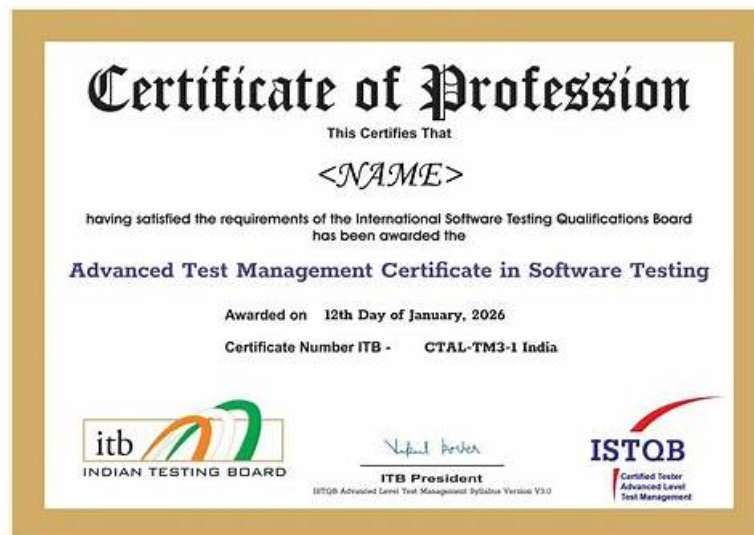 Certificate of Profession
This Certifies That
<NAME>
having satisfied the requirements of the International Software Testing Qualifications Board
has been awarded the
Advanced Test Management Certificate in Software Testing
Awarded on 12th Day of January, 2026
Certificate Number ITB - CTAL-TM3-1 India
itb
INDIAN TESTING BOARD
ITB President
ISTQB Advanced Level Test Management Syllabus Version V3.0
ISTQB
Certified Tester
Advanced Level
Test Management